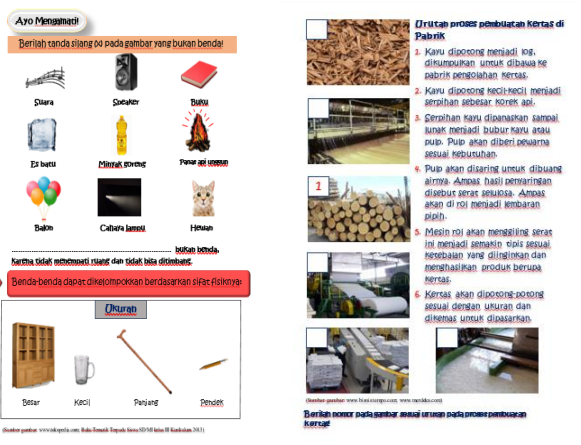 Ayo Mengamati!
Berilah tanda silang (x) pada gambar yang bukan benda!
Suara
Speaker
Buku
Es batu
Minyak goreng
Panas api unggun
Balon
Cahaya lampu
Hewan
bukan benda,
karena tidak menempati ruang dan tidak bisa ditimbang.
Benda-benda dapat dikelompokkan berdasarkan sifat fisiknya:
Ukuran
Besar
Kecil
Panjang
Pendek
Urutan proses pembuatan kertas di
Pabrik
1. Kayu dipotong menjadi log,
dikumpulkan untuk dibawa ke
pabrik pengolahan kertas.
2. Kayu dipotong kecil-kecil menjadi
serpihan sebesar korek api.
3. Serpihan kayu dipanaskan sampai
lunak menjadi bubur kayu atau
pulp. Pulp akan diberi pewarna
sesuai kebutuhan.
4. Pulp akan disaring untuk dibuang
airnya. Ampas hasil penyaringan
disebut serat selulosa. Ampas
akan di rol menjadi lembaran
pipih.
5. Mesin rol akan menggiling serat
ini menjadi semakin tipis sesuai
ketebalan yang diinginkan dan
menghasilkan produk berupa
kertas.
6. Kertas akan dipotong-potong
sesuai dengan ukuran dan
dikemas untuk dipasarkan.
1
Berilah nomor pada gambar sesuai urutan pada proses pembuatan
kertas!